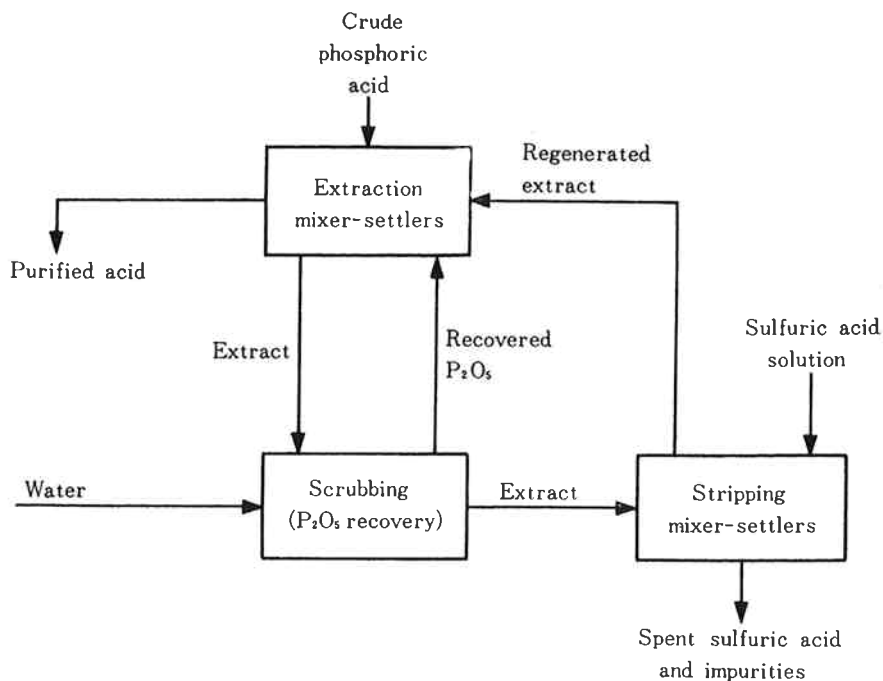 Crude
phosphoric
acid
Regenerated
extract
Extraction
mixer-settlers
Purified acid
Extract
Recovered
P₂O₅
Sulfuric acid
solution
Water
Scrubbing
(P₂O₅ recovery)
Extract
Stripping
mixer-settlers
Spent sulfuric acid
and impurities